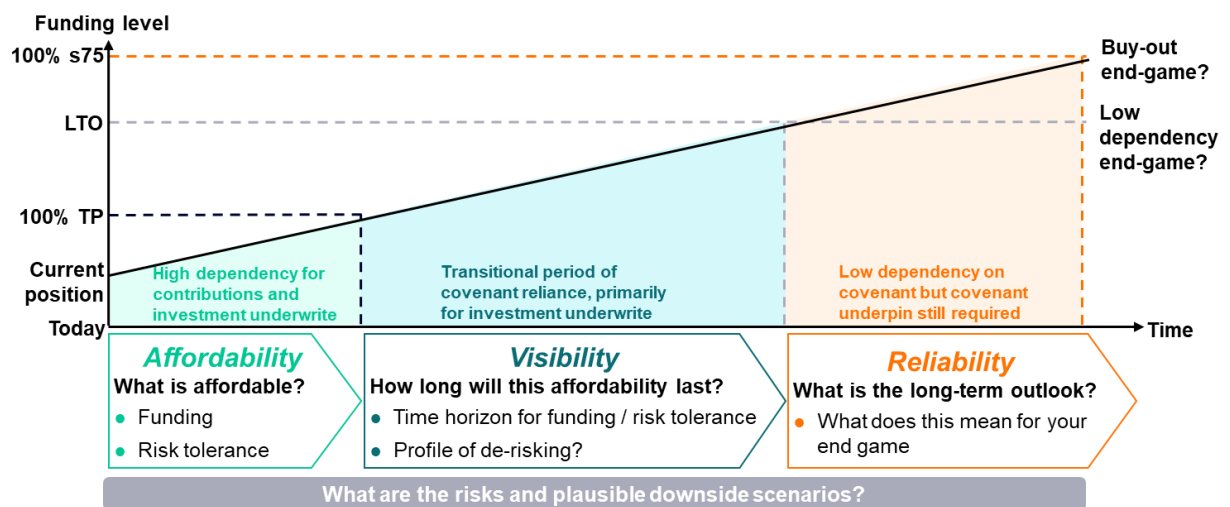 Funding level
100% s75
LTO
100% TP
Current
position
Today
Buy-out
end-game?
Low
dependency
end-game?
Time
High dependency for
contributions and
investment underwrite
Transitional period of
covenant reliance, primarily
for investment underwrite
Low dependency on
covenant but covenant
underpin still required
Affordability
What is affordable?
● Funding
● Risk tolerance
Visibility
How long will this affordability last?
● Time horizon for funding / risk tolerance
● Profile of de-risking?
Reliability
What is the long-term outlook?
● What does this mean for your
end game
What are the risks and plausible downside scenarios?